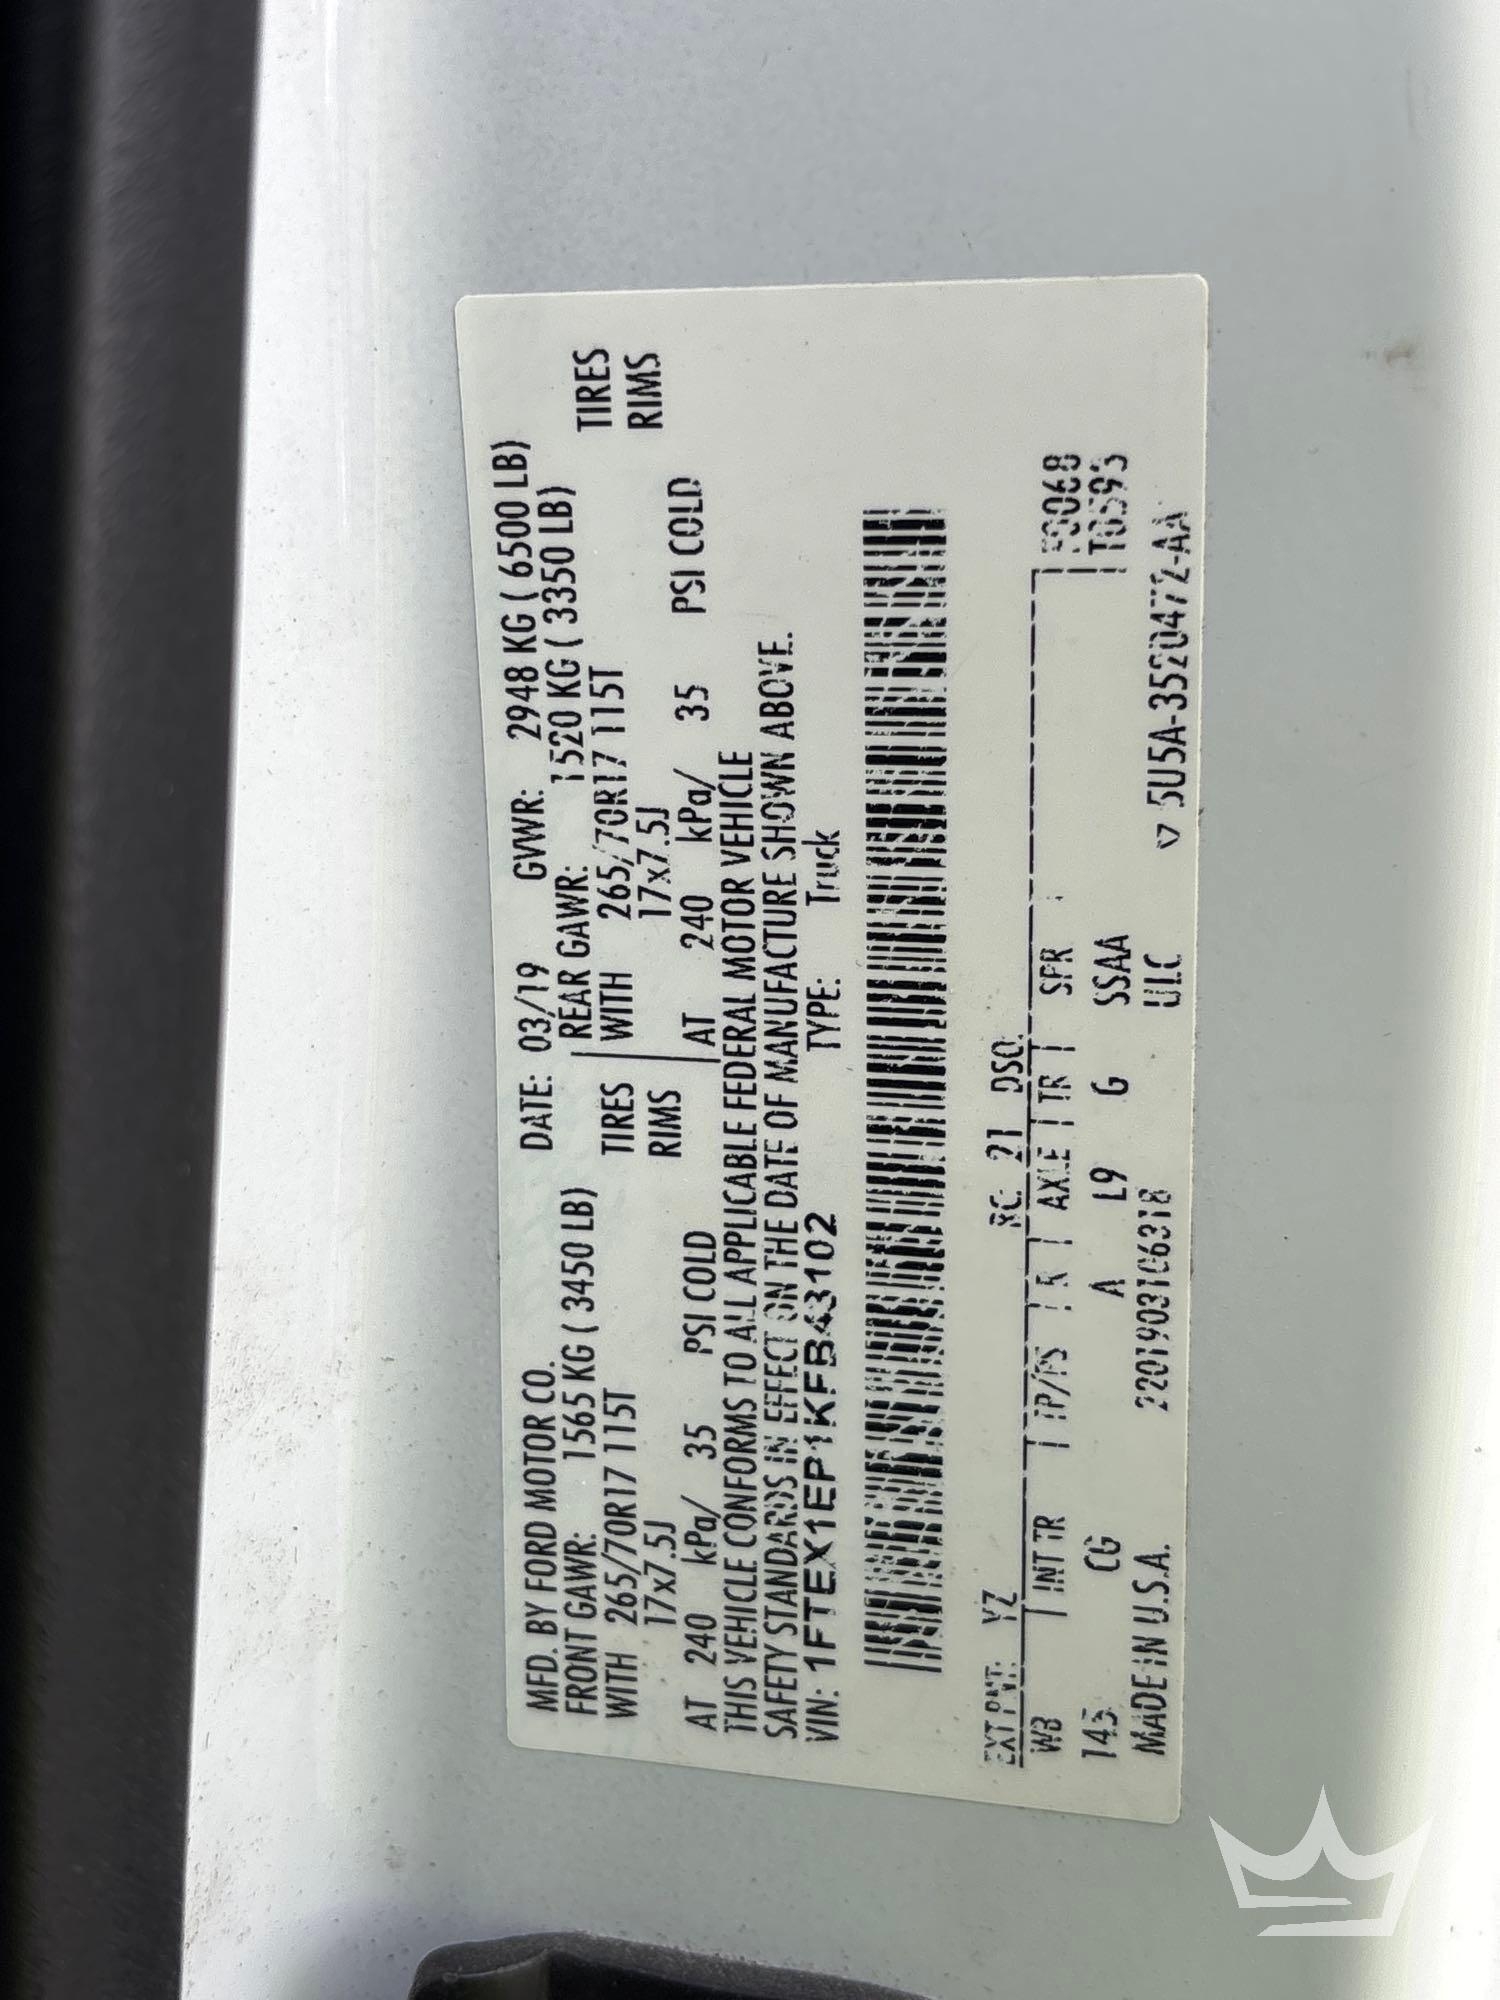 MFD. BY FORD MOTOR CO. DATE: 03/19 GVWR: 2948 KG ( 6500 LB)
FRONT GAWR: 1565 KG ( 3450 LB) REAR GAWR: 1520 KG ( 3350 LB)
WITH 265/70R17 115T TIRES WITH 265/70R17 115T TIRES
17x7.5J RIMS 17x7.5J RIMS
AT 240 kPa/ 35 PSI COLD AT 240 kPa/ 35 PSI COLD
THIS VEHICLE CONFORMS TO ALL APPLICABLE FEDERAL MOTOR VEHICLE
SAFETY STANDARDS IN EFFECT ON THE DATE OF MANUFACTURE SHOWN ABOVE.
VIN: 1FTEX1EP1KFB43102 TYPE: Truck
EXT PNT: YZ RC: 21 DSO:
WB INT TR TP/PS R AXLE TR SPR
145 CG A L9 G SSAA
MADE IN U.S.A. ULC 5U5A-3520472-AA